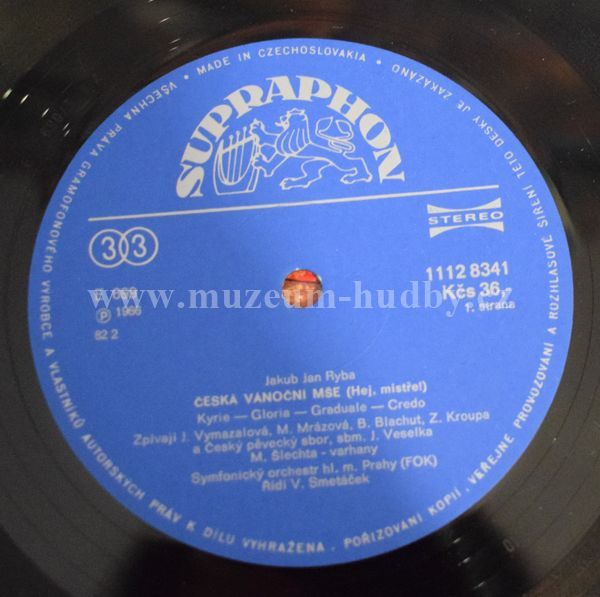 VŠECHNA PRÁVA GRAMOFONOVÉHO VÝROBCE A VLASTNÍKŮ AUTORSKÝCH PRÁV K DÍLU VYHRAŽENA. POŘIZOVÁNÍ KOPIÍ, VEŘEJNÉ PROVOZOVÁNÍ A ROZHLASOVÉ ŠÍŘENÍ TÉTO DESKY JE ZAKÁZÁNO • MADE IN CZECHOSLOVAKIA •
SUPRAPHON
33
STEREO
1112 8341
Kčs 36,-
1. strana
℗ 1966
82 2
www.muzeum-hudby.cz
Jakub Jan Ryba
ČESKÁ VÁNOČNÍ MŠE (Hej, mistře!)
Kyrie — Gloria — Graduale — Credo
Zpívají J. Vymazalová, M. Mrázová, B. Blachut, Z. Kroupa
a Český pěvecký sbor, sbm. J. Veselka
M. Šlechta - varhany
Symfonický orchestr hl. m. Prahy (FOK)
Řídí V. Smetáček